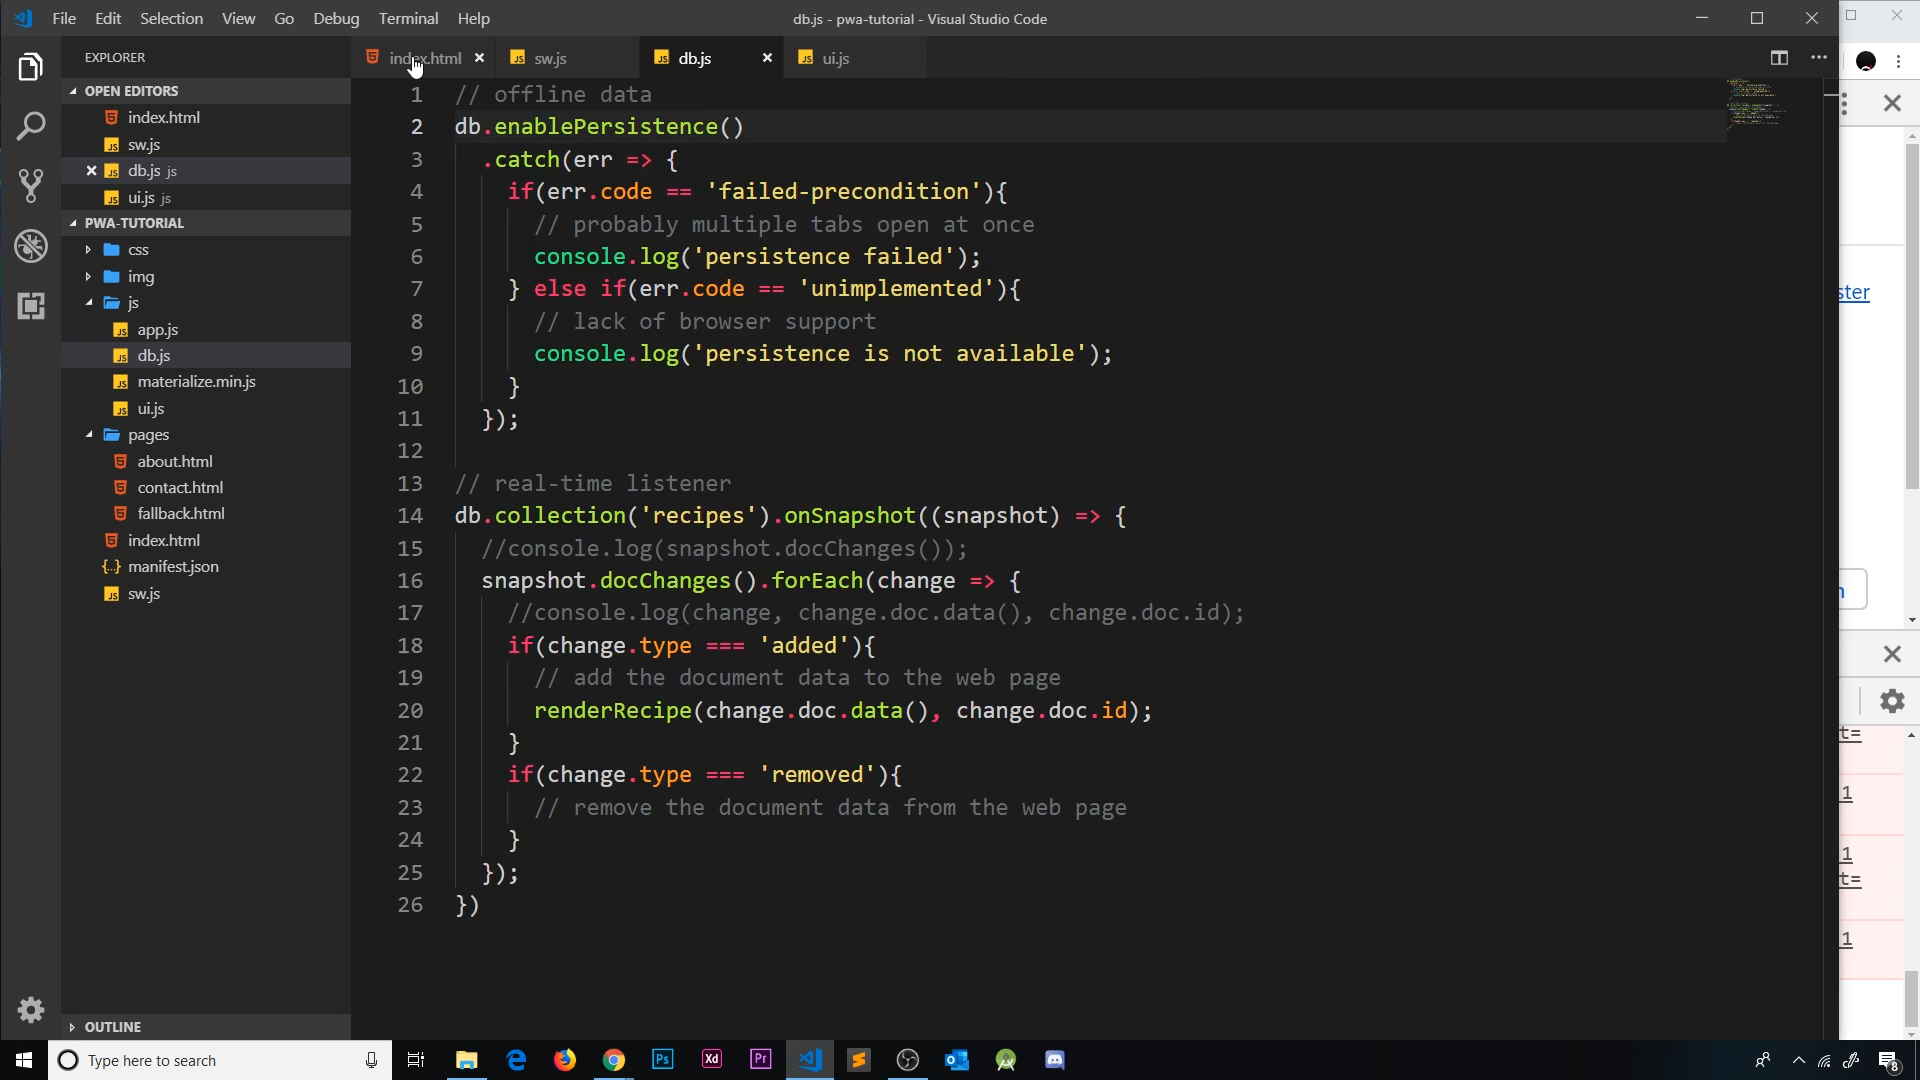 File Edit Selection View Go Debug Terminal Help
db.js - pwa-tutorial - Visual Studio Code
EXPLORER
OPEN EDITORS
index.html
sw.js
db.js js
ui.js js
PWA-TUTORIAL
css
img
js
app.js
db.js
materialize.min.js
ui.js
pages
about.html
contact.html
fallback.html
index.html
manifest.json
sw.js
OUTLINE
index.html sw.js db.js ui.js
1 // offline data
2 db.enablePersistence()
3 .catch(err => {
4 if(err.code == 'failed-precondition'){
5 // probably multiple tabs open at once
6 console.log('persistence failed');
7 } else if(err.code == 'unimplemented'){
8 // lack of browser support
9 console.log('persistence is not available');
10 }
11 });
12
13 // real-time listener
14 db.collection('recipes').onSnapshot((snapshot) => {
15 //console.log(snapshot.docChanges());
16 snapshot.docChanges().forEach(change => {
17 //console.log(change, change.doc.data(), change.doc.id);
18 if(change.type === 'added'){
19 // add the document data to the web page
20 renderRecipe(change.doc.data(), change.doc.id);
21 }
22 if(change.type === 'removed'){
23 // remove the document data from the web page
24 }
25 });
26 })
ster
n
t=
1
1
t=
1
Type here to search
Ps
Xd
Pr
8